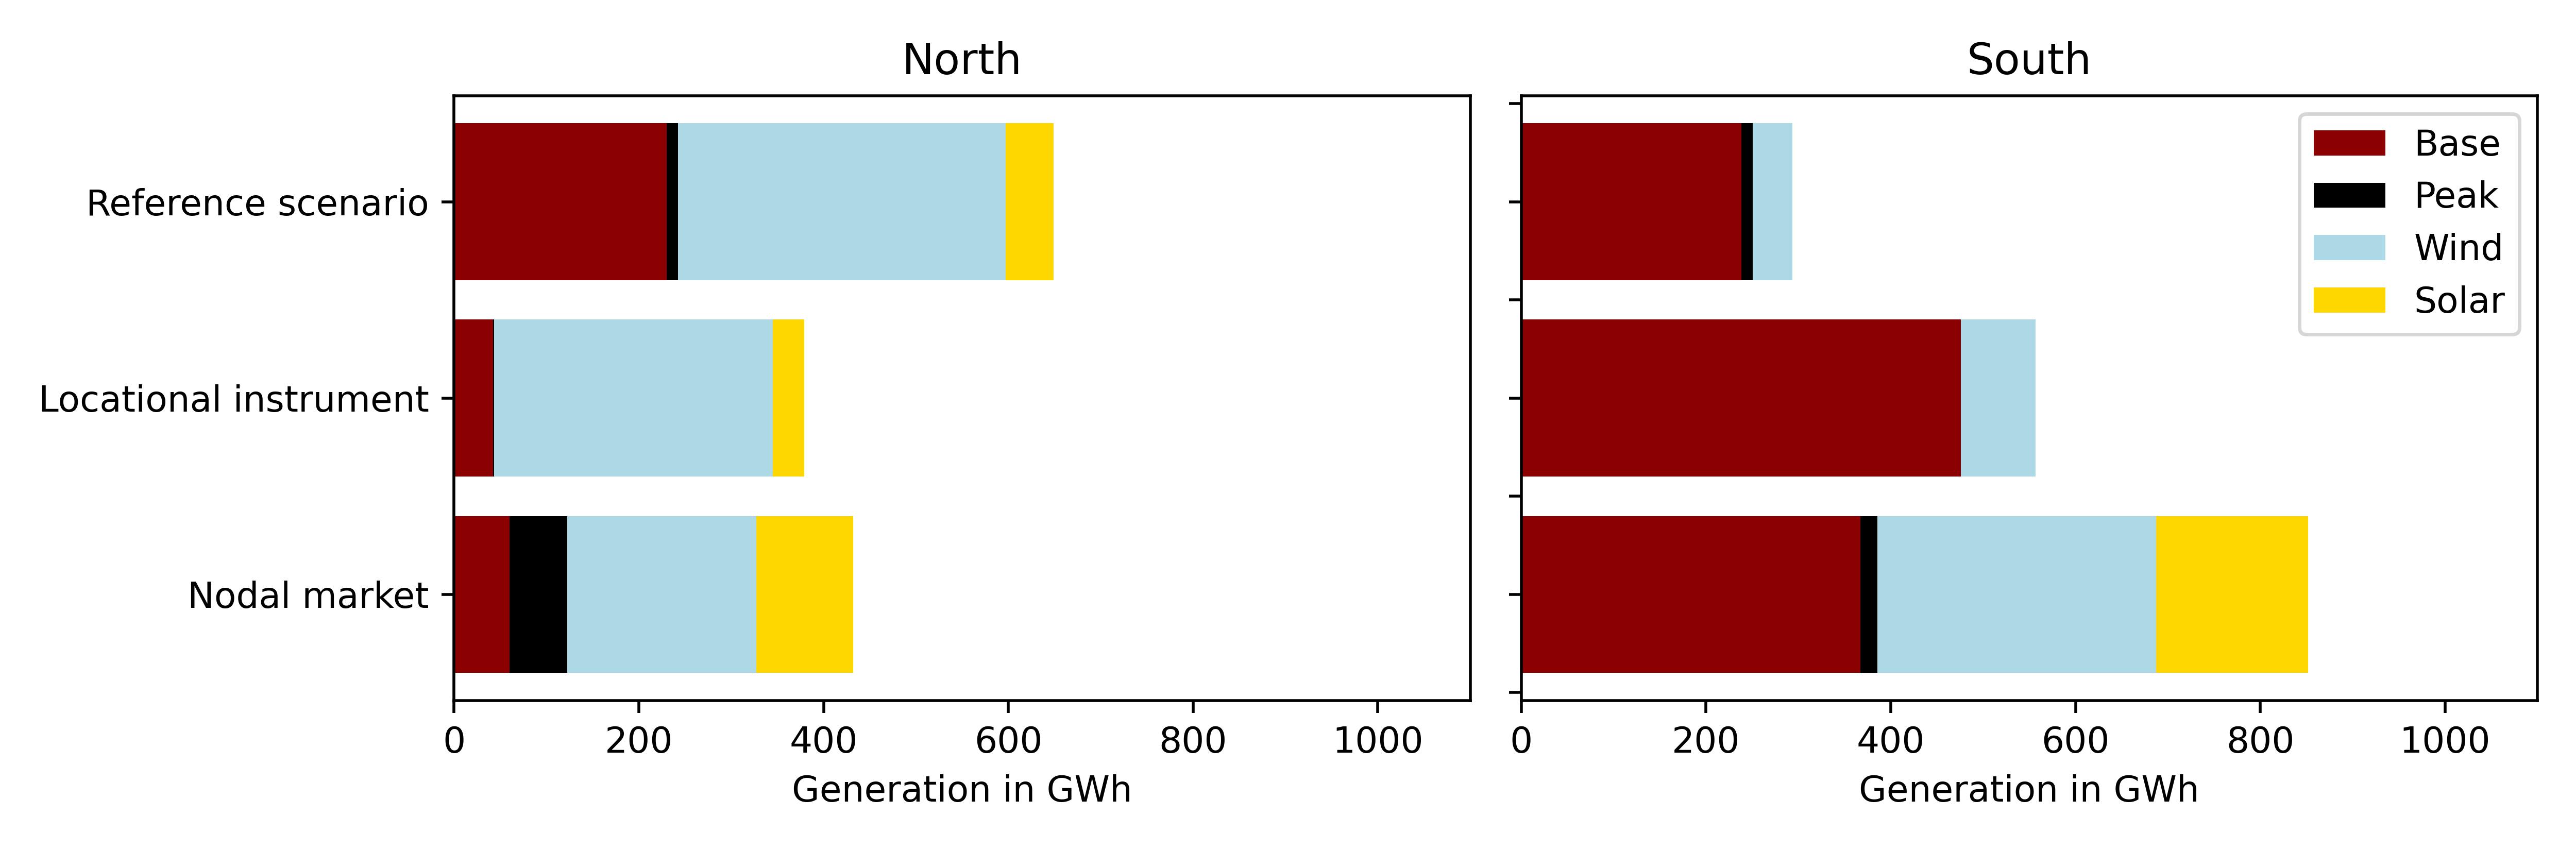 North
South
Reference scenario
Locational instrument
Nodal market
Base
Peak
Wind
Solar
0 200 400 600 800 1000
0 200 400 600 800 1000
Generation in GWh
Generation in GWh